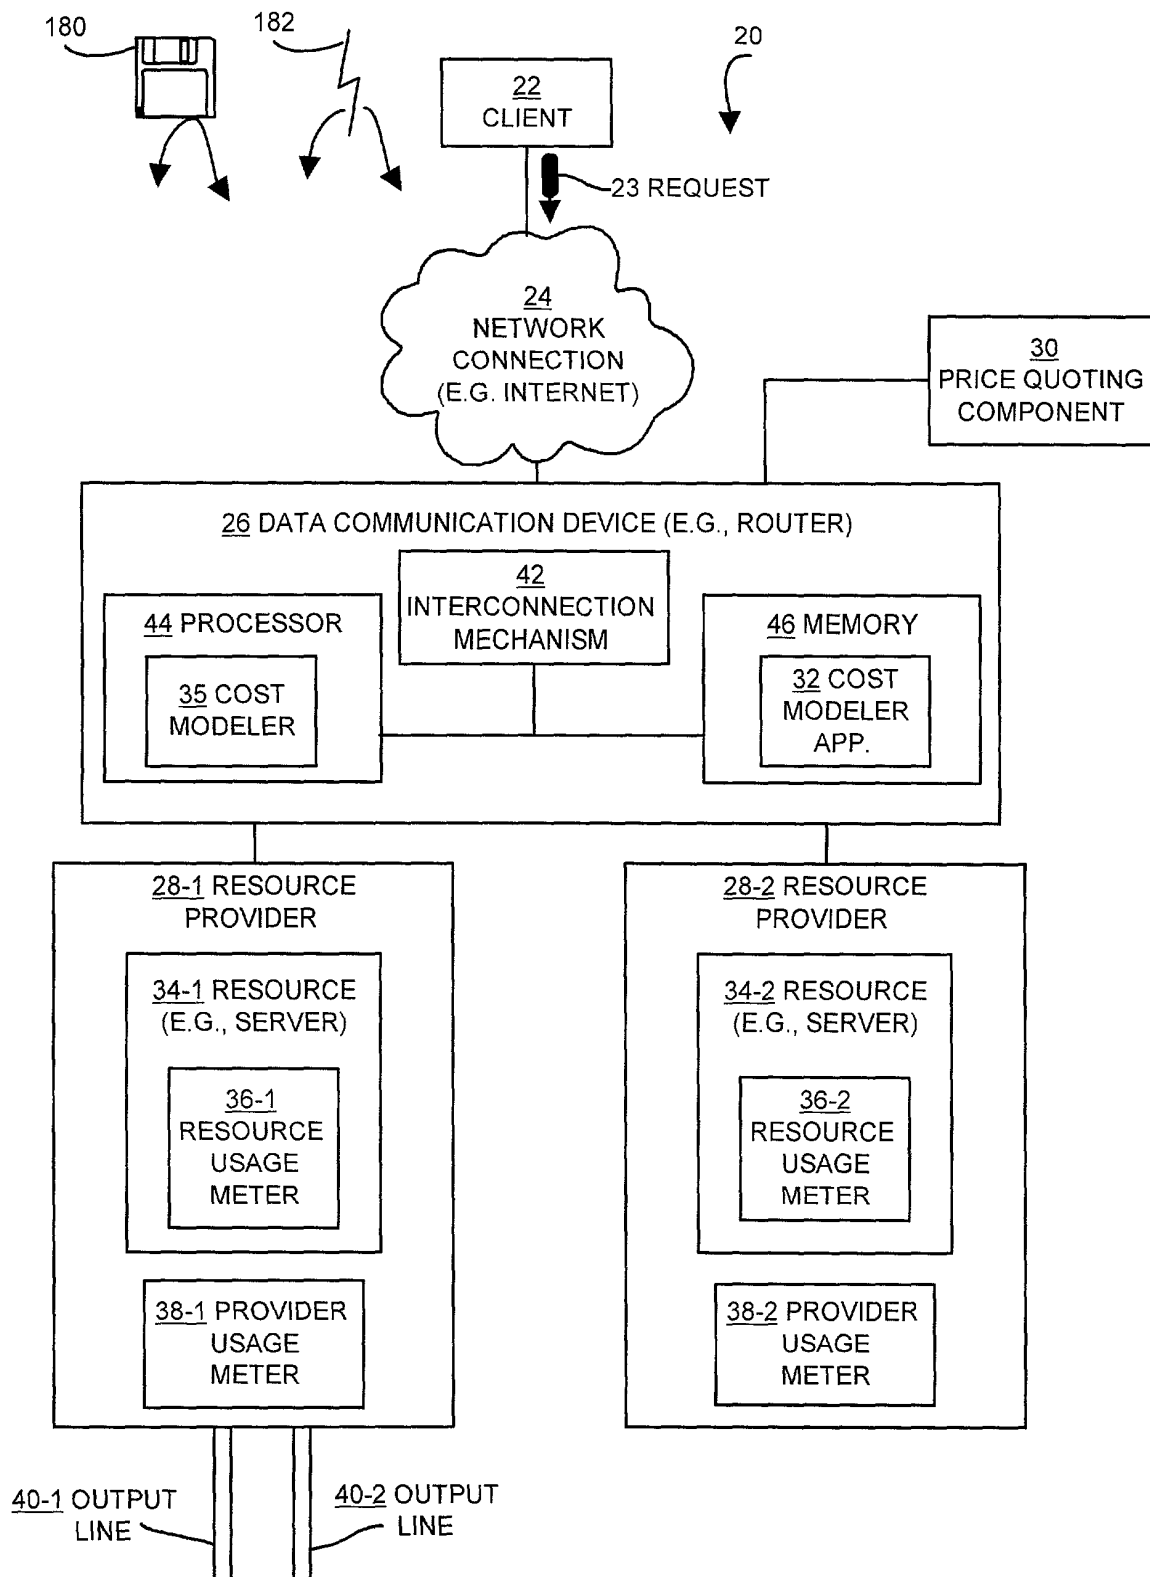 180
182
20
22
CLIENT
23 REQUEST
24
NETWORK
CONNECTION
(E.G. INTERNET)
30
PRICE QUOTING
COMPONENT
26 DATA COMMUNICATION DEVICE (E.G., ROUTER)
42
INTERCONNECTION
MECHANISM
44 PROCESSOR
35 COST
MODELER
46 MEMORY
32 COST
MODELER
APP.
28-1 RESOURCE
PROVIDER
34-1 RESOURCE
(E.G., SERVER)
36-1
RESOURCE
USAGE
METER
38-1 PROVIDER
USAGE
METER
28-2 RESOURCE
PROVIDER
34-2 RESOURCE
(E.G., SERVER)
36-2
RESOURCE
USAGE
METER
38-2 PROVIDER
USAGE
METER
40-1 OUTPUT
LINE
40-2 OUTPUT
LINE